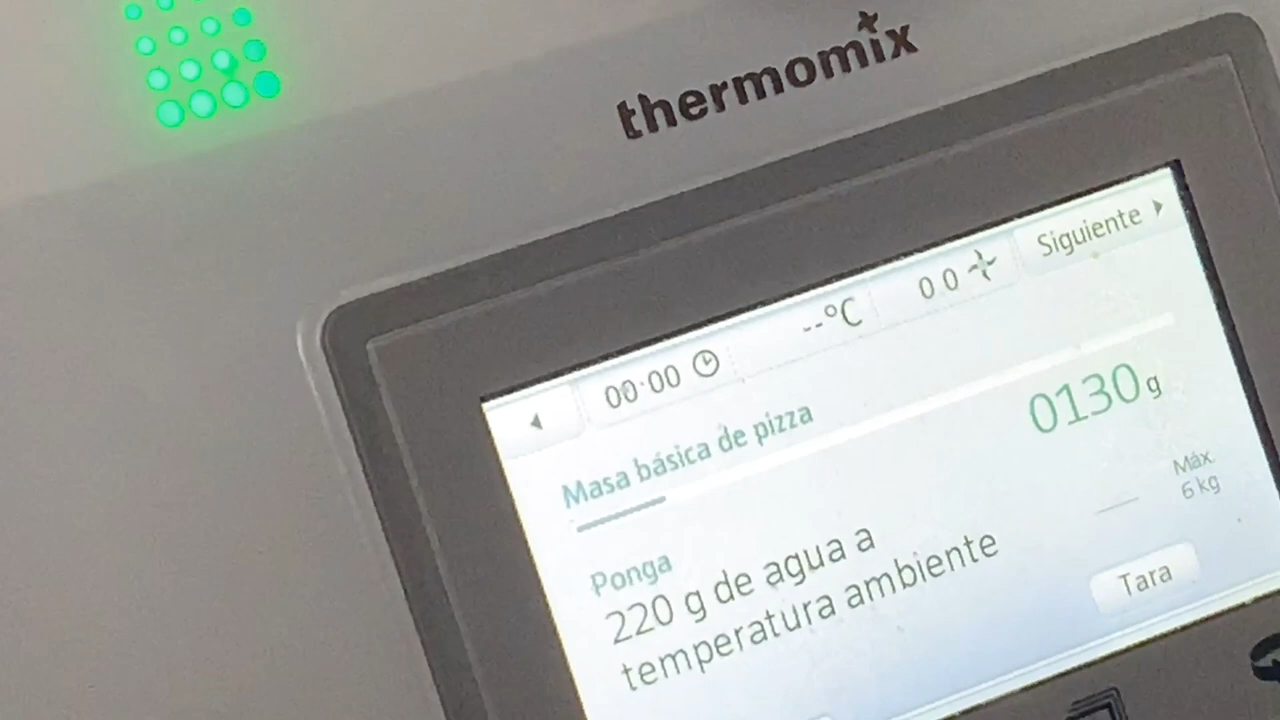 thermomix
Siguiente
00:00
--°C
0 0
Masa básica de pizza
0130 g
Máx.
6 kg
Ponga
220 g de agua a
temperatura ambiente
Tara